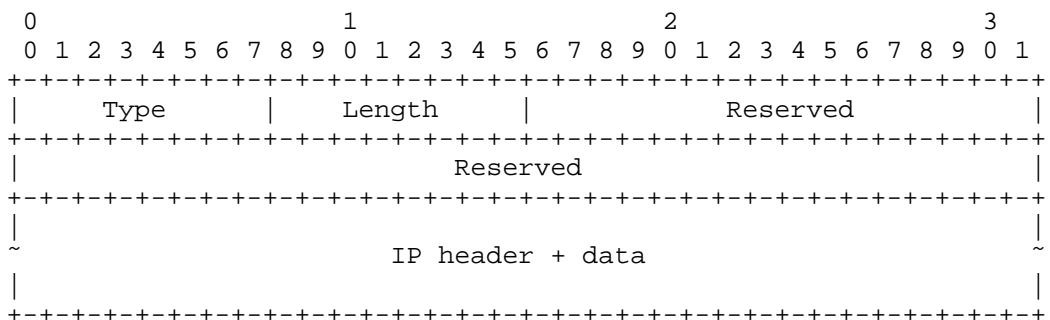 0                   1                   2                   3
 0 1 2 3 4 5 6 7 8 9 0 1 2 3 4 5 6 7 8 9 0 1 2 3 4 5 6 7 8 9 0 1
+-+-+-+-+-+-+-+-+-+-+-+-+-+-+-+-+-+-+-+-+-+-+-+-+-+-+-+-+-+-+-+-+
|     Type      |    Length     |            Reserved           |
+-+-+-+-+-+-+-+-+-+-+-+-+-+-+-+-+-+-+-+-+-+-+-+-+-+-+-+-+-+-+-+-+
|                           Reserved                            |
+-+-+-+-+-+-+-+-+-+-+-+-+-+-+-+-+-+-+-+-+-+-+-+-+-+-+-+-+-+-+-+-+
|                                                               |
~                       IP header + data                        ~
|                                                               |
+-+-+-+-+-+-+-+-+-+-+-+-+-+-+-+-+-+-+-+-+-+-+-+-+-+-+-+-+-+-+-+-+